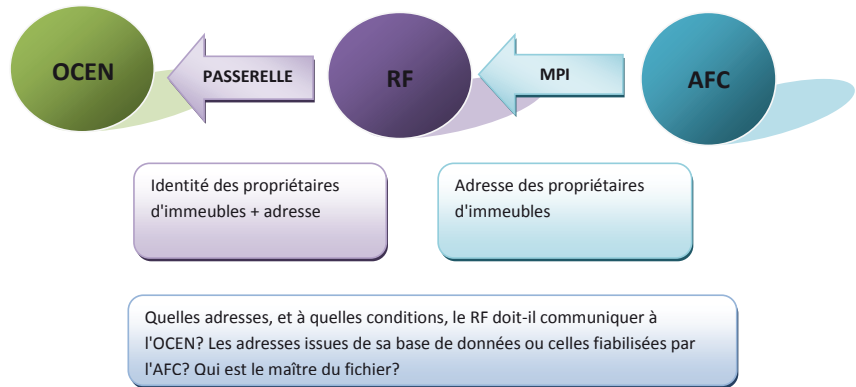 OCEN
PASSERELLE
RF
MPI
AFC
Identité des propriétaires
d'immeubles + adresse
Adresse des propriétaires
d'immeubles
Quelles adresses, et à quelles conditions, le RF doit-il communiquer à
l'OCEN? Les adresses issues de sa base de données ou celles fiabilisées par
l'AFC? Qui est le maître du fichier?